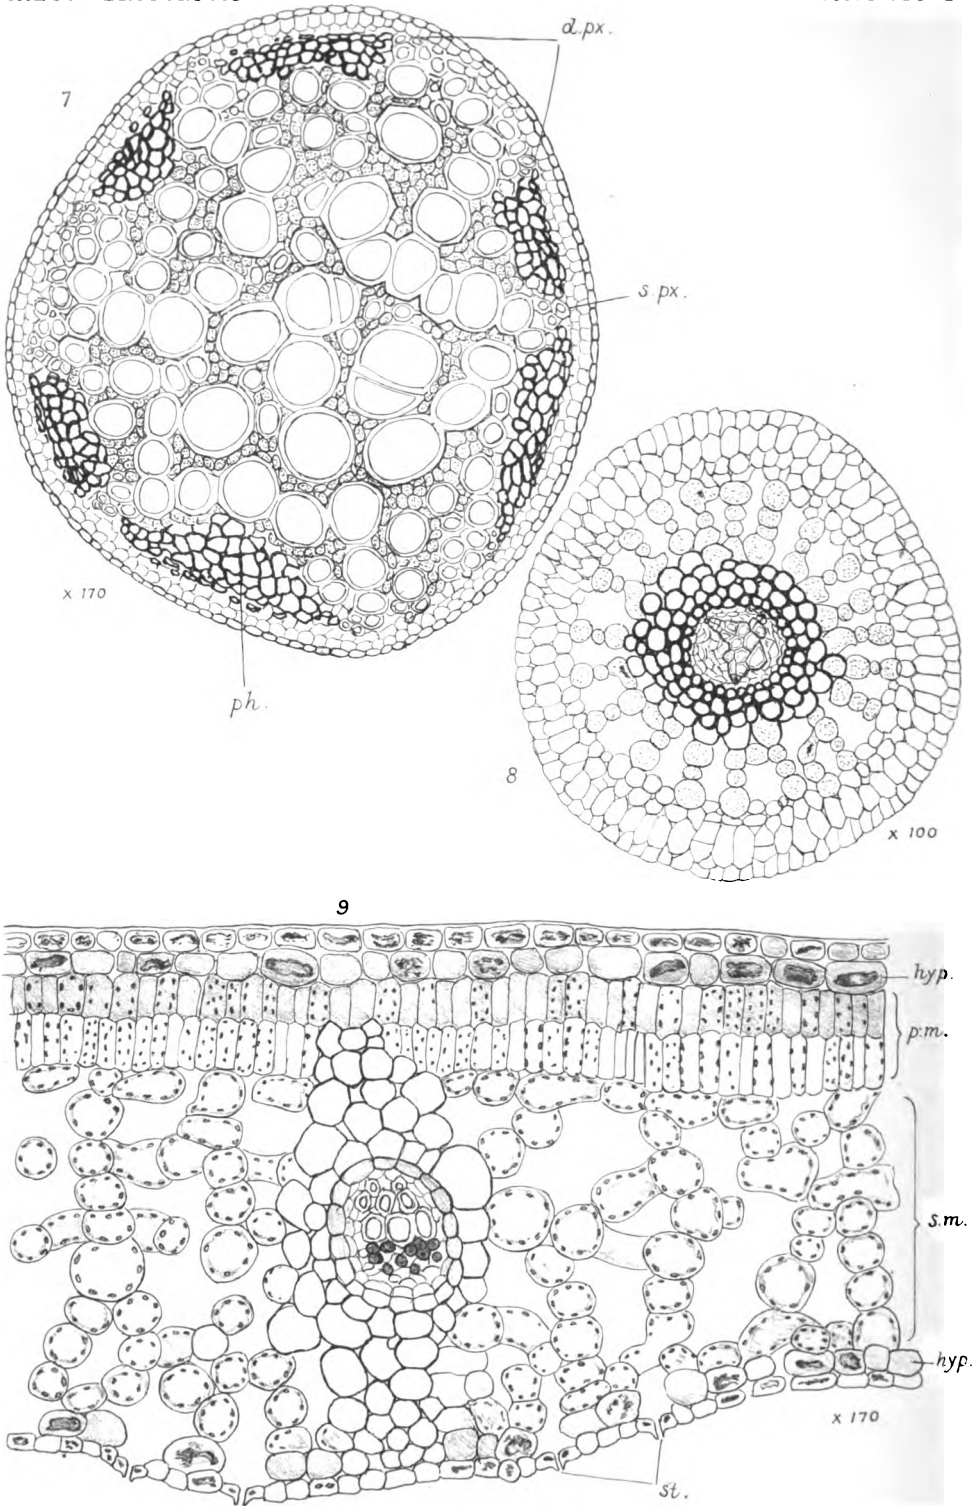 d.px.
7
s.px.
x 170
ph.
8
x 100
9
hyp.
p.m.
s.m.
hyp.
x 170
st.